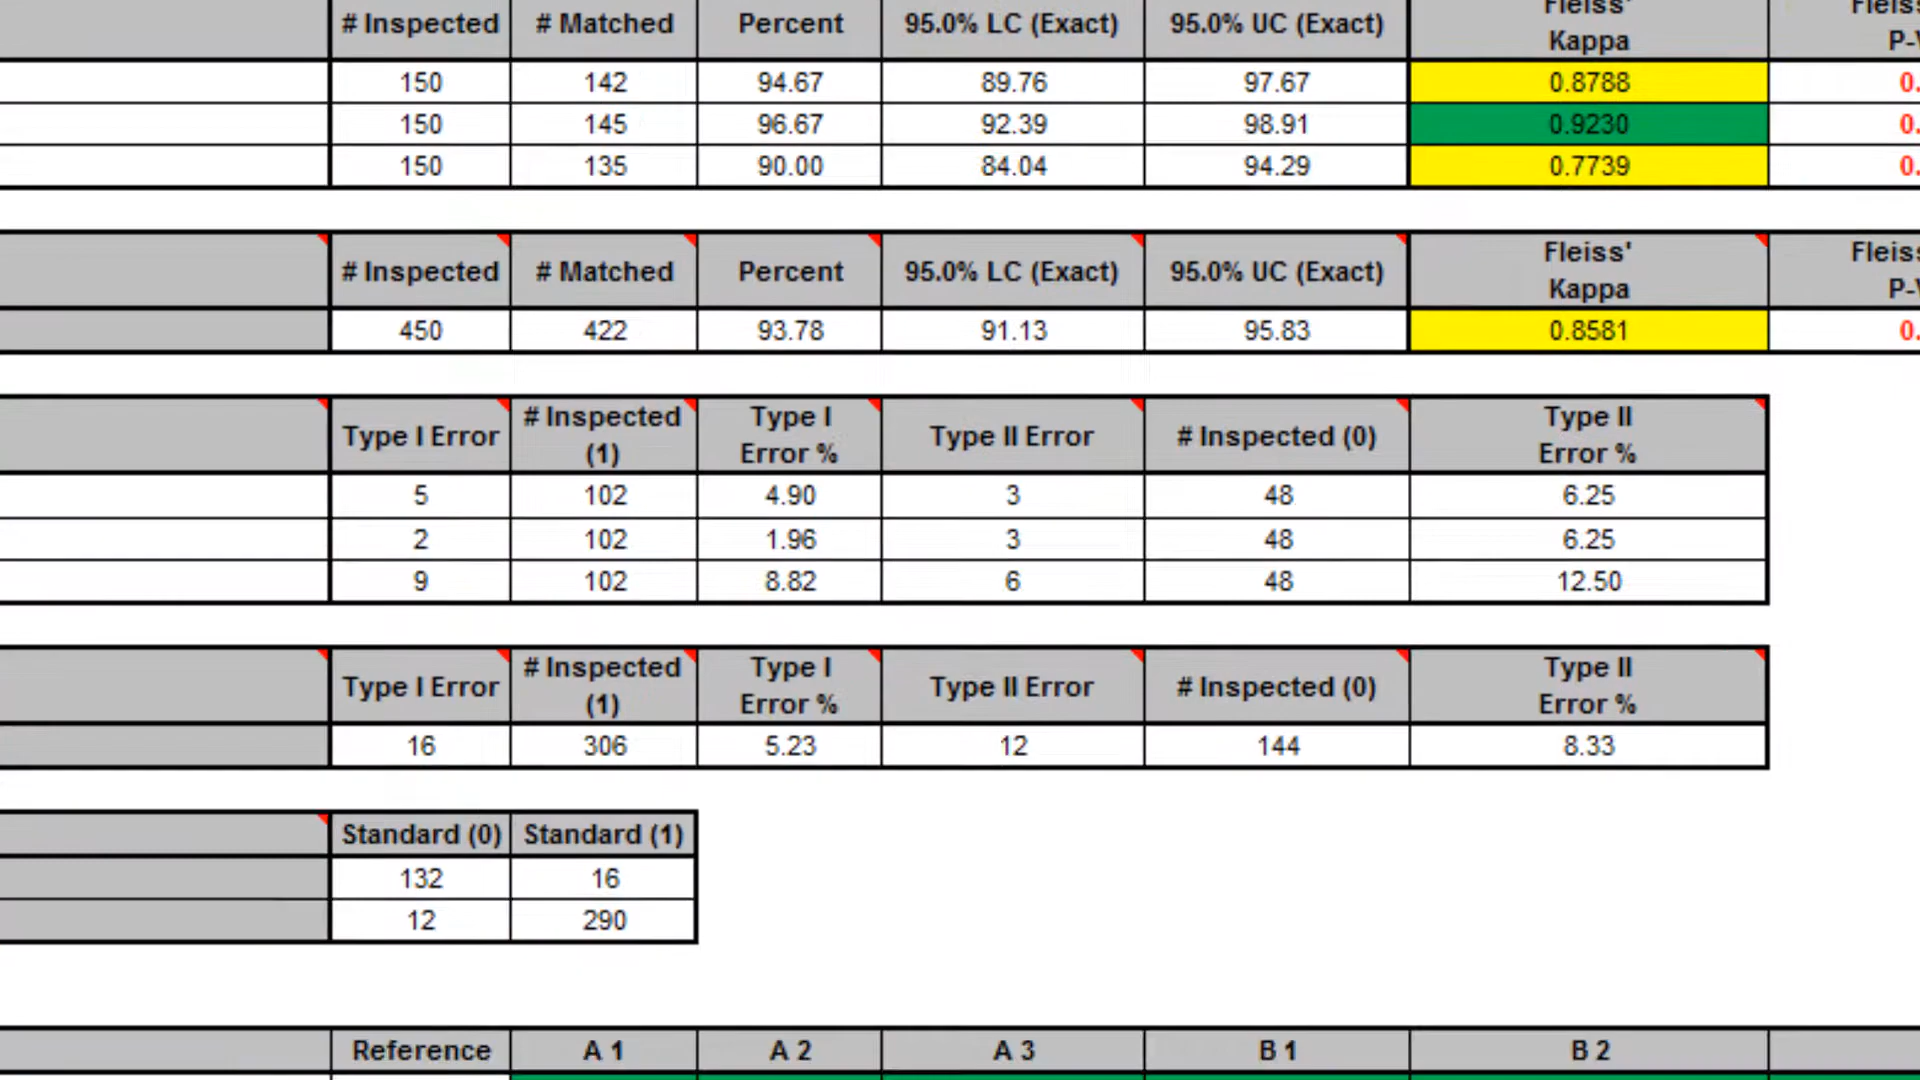 # Inspected # Matched Percent 95.0% LC (Exact) 95.0% UC (Exact) Fleiss' Kappa
150 142 94.67 89.76 97.67 0.8788 0.
150 145 96.67 92.39 98.91 0.9230 0.
150 135 90.00 84.04 94.29 0.7739 0.
# Inspected # Matched Percent 95.0% LC (Exact) 95.0% UC (Exact) Fleiss' Kappa
450 422 93.78 91.13 95.83 0.8581 0.
Type I Error # Inspected (1) Type I Error % Type II Error # Inspected (0) Type II Error %
5 102 4.90 3 48 6.25
2 102 1.96 3 48 6.25
9 102 8.82 6 48 12.50
Type I Error # Inspected (1) Type I Error % Type II Error # Inspected (0) Type II Error %
16 306 5.23 12 144 8.33
Standard (0) Standard (1)
132 16
12 290
Reference A 1 A 2 A 3 B 1 B 2